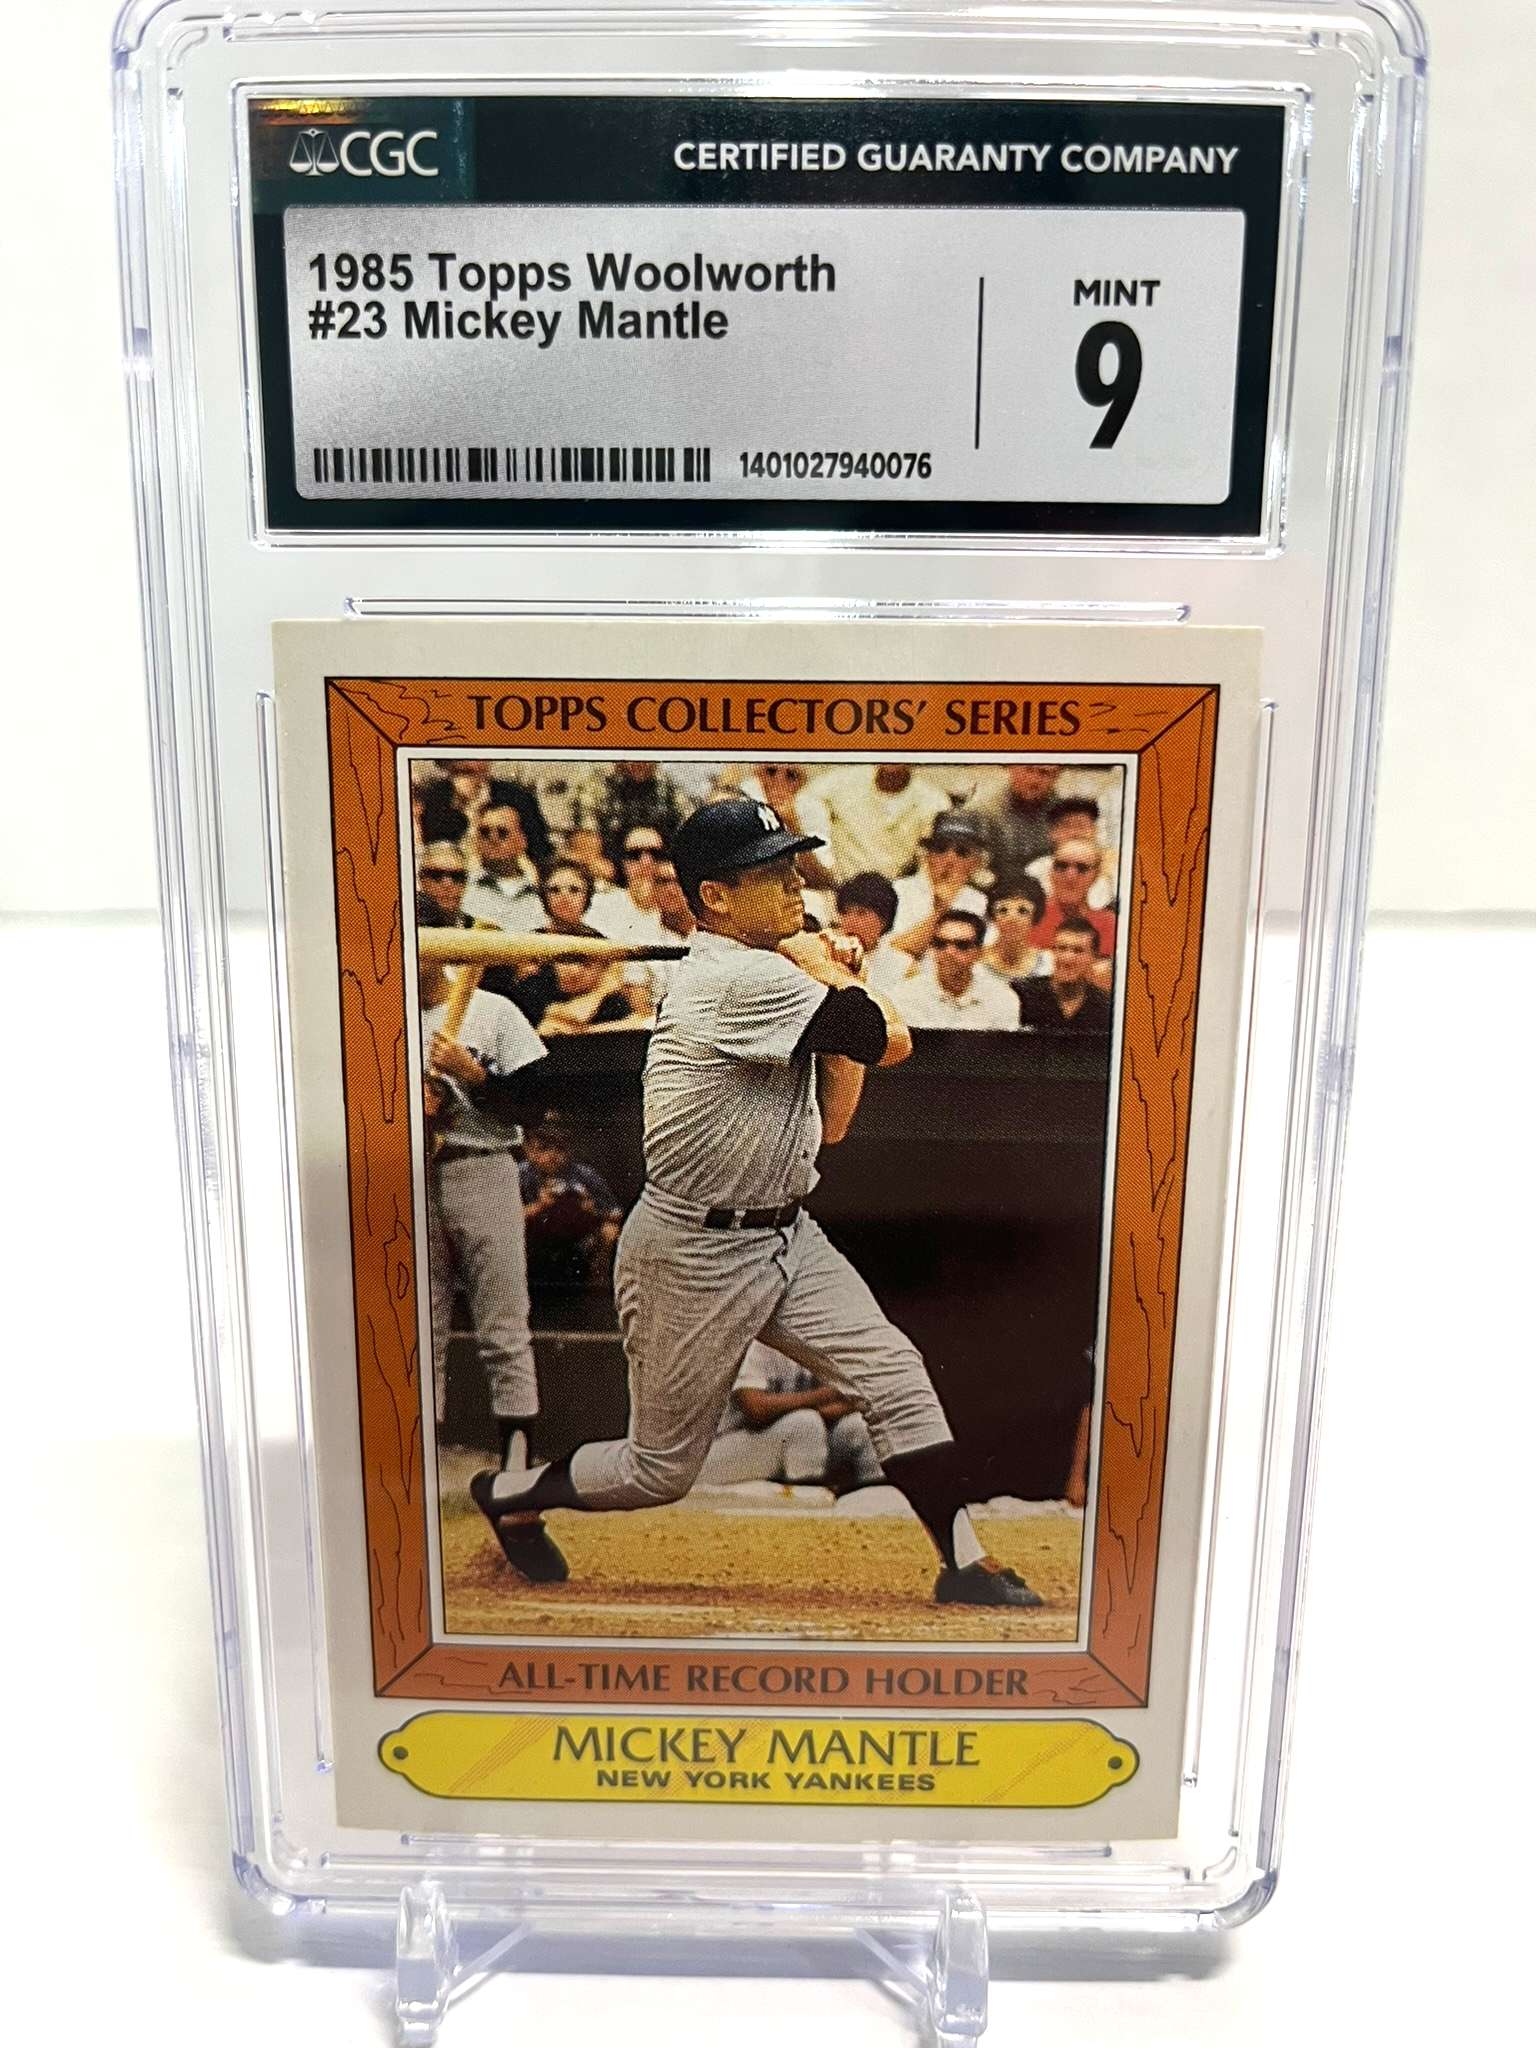 CGC
CERTIFIED GUARANTY COMPANY
1985 Topps Woolworth
#23 Mickey Mantle
MINT
9
1401027940076
TOPPS COLLECTORS' SERIES
NY
ALL-TIME RECORD HOLDER
MICKEY MANTLE
NEW YORK YANKEES